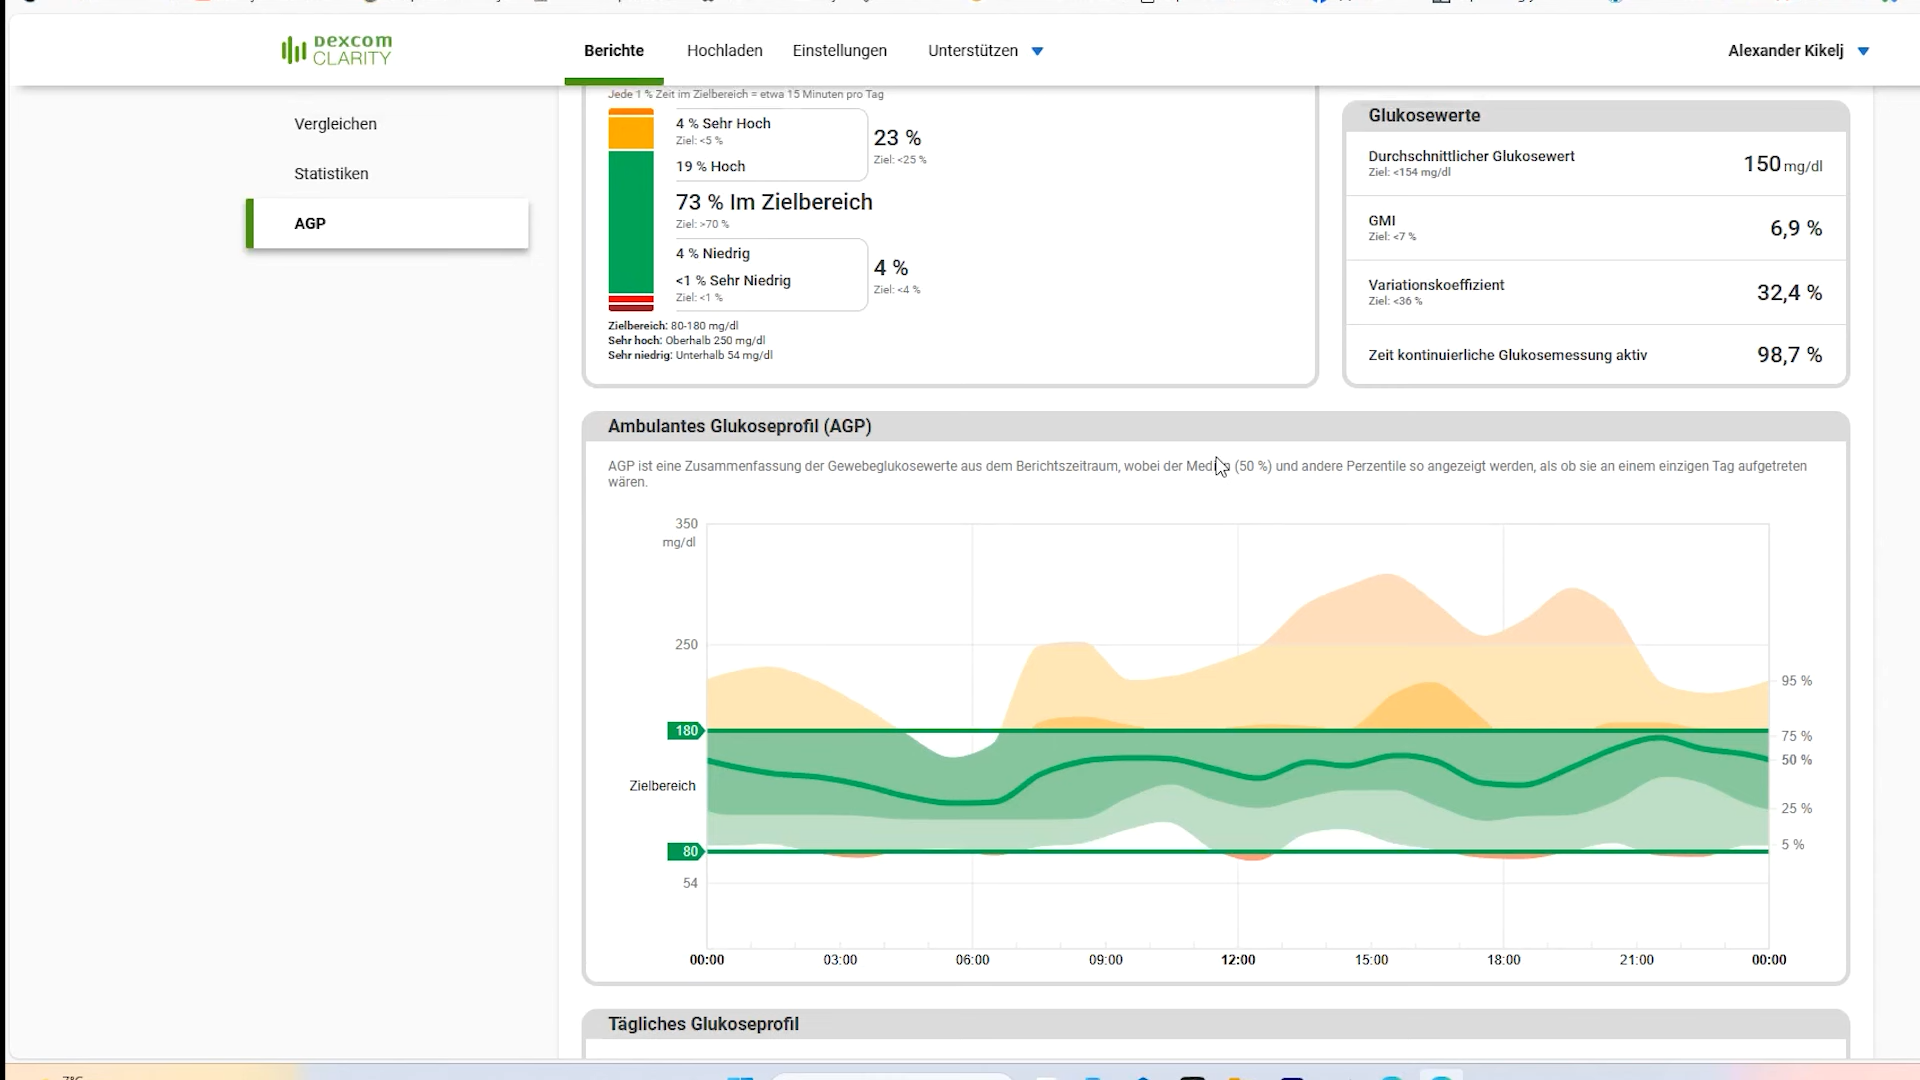 Dexcom
CLARITY
Berichte
Hochladen
Einstellungen
Unterstützen
Alexander Kikelj
Vergleichen
Statistiken
AGP
Jede 1 % Zeit im Zielbereich = etwa 15 Minuten pro Tag
4 % Sehr Hoch
Ziel: <5 %
19 % Hoch
23 %
Ziel: <25 %
73 % Im Zielbereich
Ziel: >70 %
4 % Niedrig
<1 % Sehr Niedrig
Ziel: <1 %
4 %
Ziel: <4 %
Zielbereich: 80-180 mg/dl
Sehr hoch: Oberhalb 250 mg/dl
Sehr niedrig: Unterhalb 54 mg/dl
Glukosewerte
Durchschnittlicher Glukosewert
Ziel: <154 mg/dl
150 mg/dl
GMI
Ziel: <7 %
6,9 %
Variationskoeffizient
Ziel: <36 %
32,4 %
Zeit kontinuierliche Glukosemessung aktiv
98,7 %
Ambulantes Glukoseprofil (AGP)
AGP ist eine Zusammenfassung der Gewebeglukosewerte aus dem Berichtszeitraum, wobei der Median (50 %) und andere Perzentile so angezeigt werden, als ob sie an einem einzigen Tag aufgetreten
wären.
350
mg/dl
250
180
Zielbereich
80
54
95 %
75 %
50 %
25 %
5 %
00:00
03:00
06:00
09:00
12:00
15:00
18:00
21:00
00:00
Tägliches Glukoseprofil